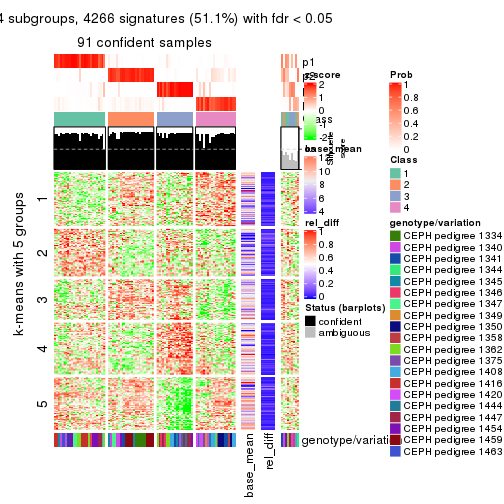 4 subgroups, 4266 signatures (51.1%) with fdr < 0.05
91 confident samples
p1
Class
k-means with 5 groups
1
2
3
4
5
base_mean
rel_diff
genotype/variation
z-score
2
1
0
-1
-2
base_mean
12
10
8
6
4
rel_diff
1
0.8
0.6
0.4
0.2
0
Status (barplots)
confident
ambiguous
Prob
1
0.8
0.6
0.4
0.2
0
Class
1
2
3
4
genotype/variation
CEPH pedigree 1334
CEPH pedigree 1340
CEPH pedigree 1341
CEPH pedigree 1344
CEPH pedigree 1345
CEPH pedigree 1346
CEPH pedigree 1347
CEPH pedigree 1349
CEPH pedigree 1350
CEPH pedigree 1358
CEPH pedigree 1362
CEPH pedigree 1375
CEPH pedigree 1408
CEPH pedigree 1416
CEPH pedigree 1420
CEPH pedigree 1444
CEPH pedigree 1447
CEPH pedigree 1454
CEPH pedigree 1459
CEPH pedigree 1463